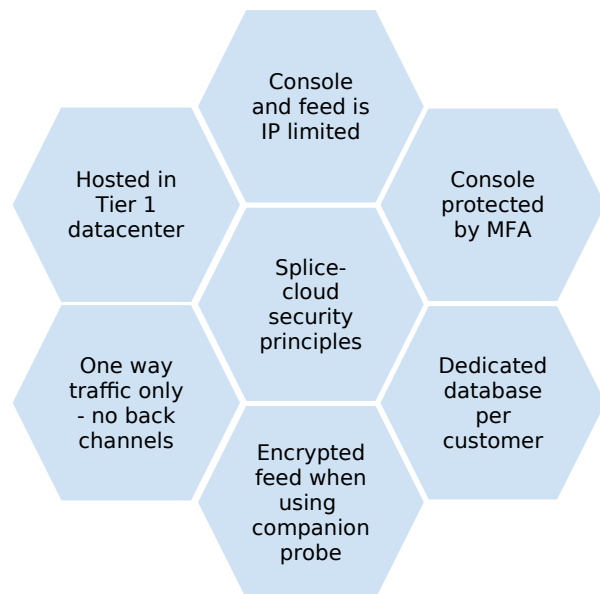 Console
and feed is
IP limited
Hosted in
Tier 1
datacenter
Console
protected
by MFA
Splice-
cloud
security
principles
One way
traffic only
- no back
channels
Dedicated
database
per
customer
Encrypted
feed when
using
companion
probe